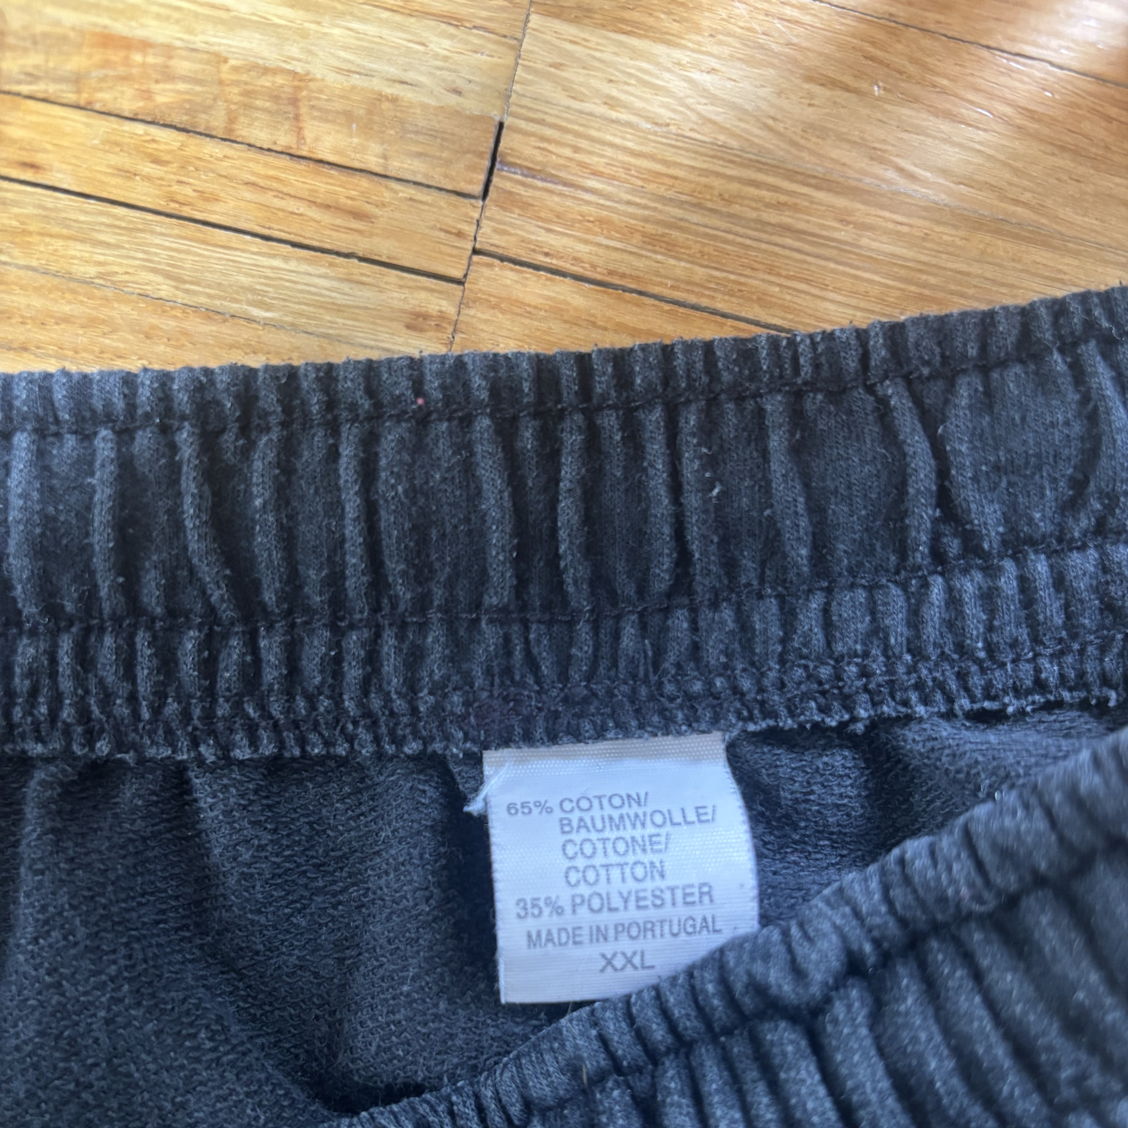 65% COTON/
BAUMWOLLE/
COTONE/
COTTON
35% POLYESTER
MADE IN PORTUGAL
XXL